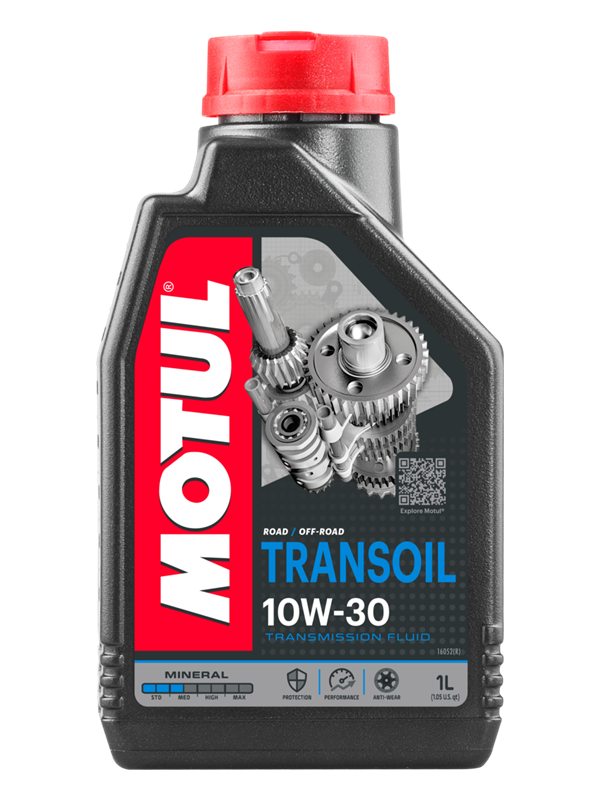 MOTUL®
Explore Motul®
ROAD / OFF-ROAD
TRANSOIL
10W-30
TRANSMISSION FLUID
16052(R)
MINERAL
STD MED HIGH MAX
PROTECTION PERFORMANCE ANTI-WEAR
1L
(1,05 U.S. qt.)